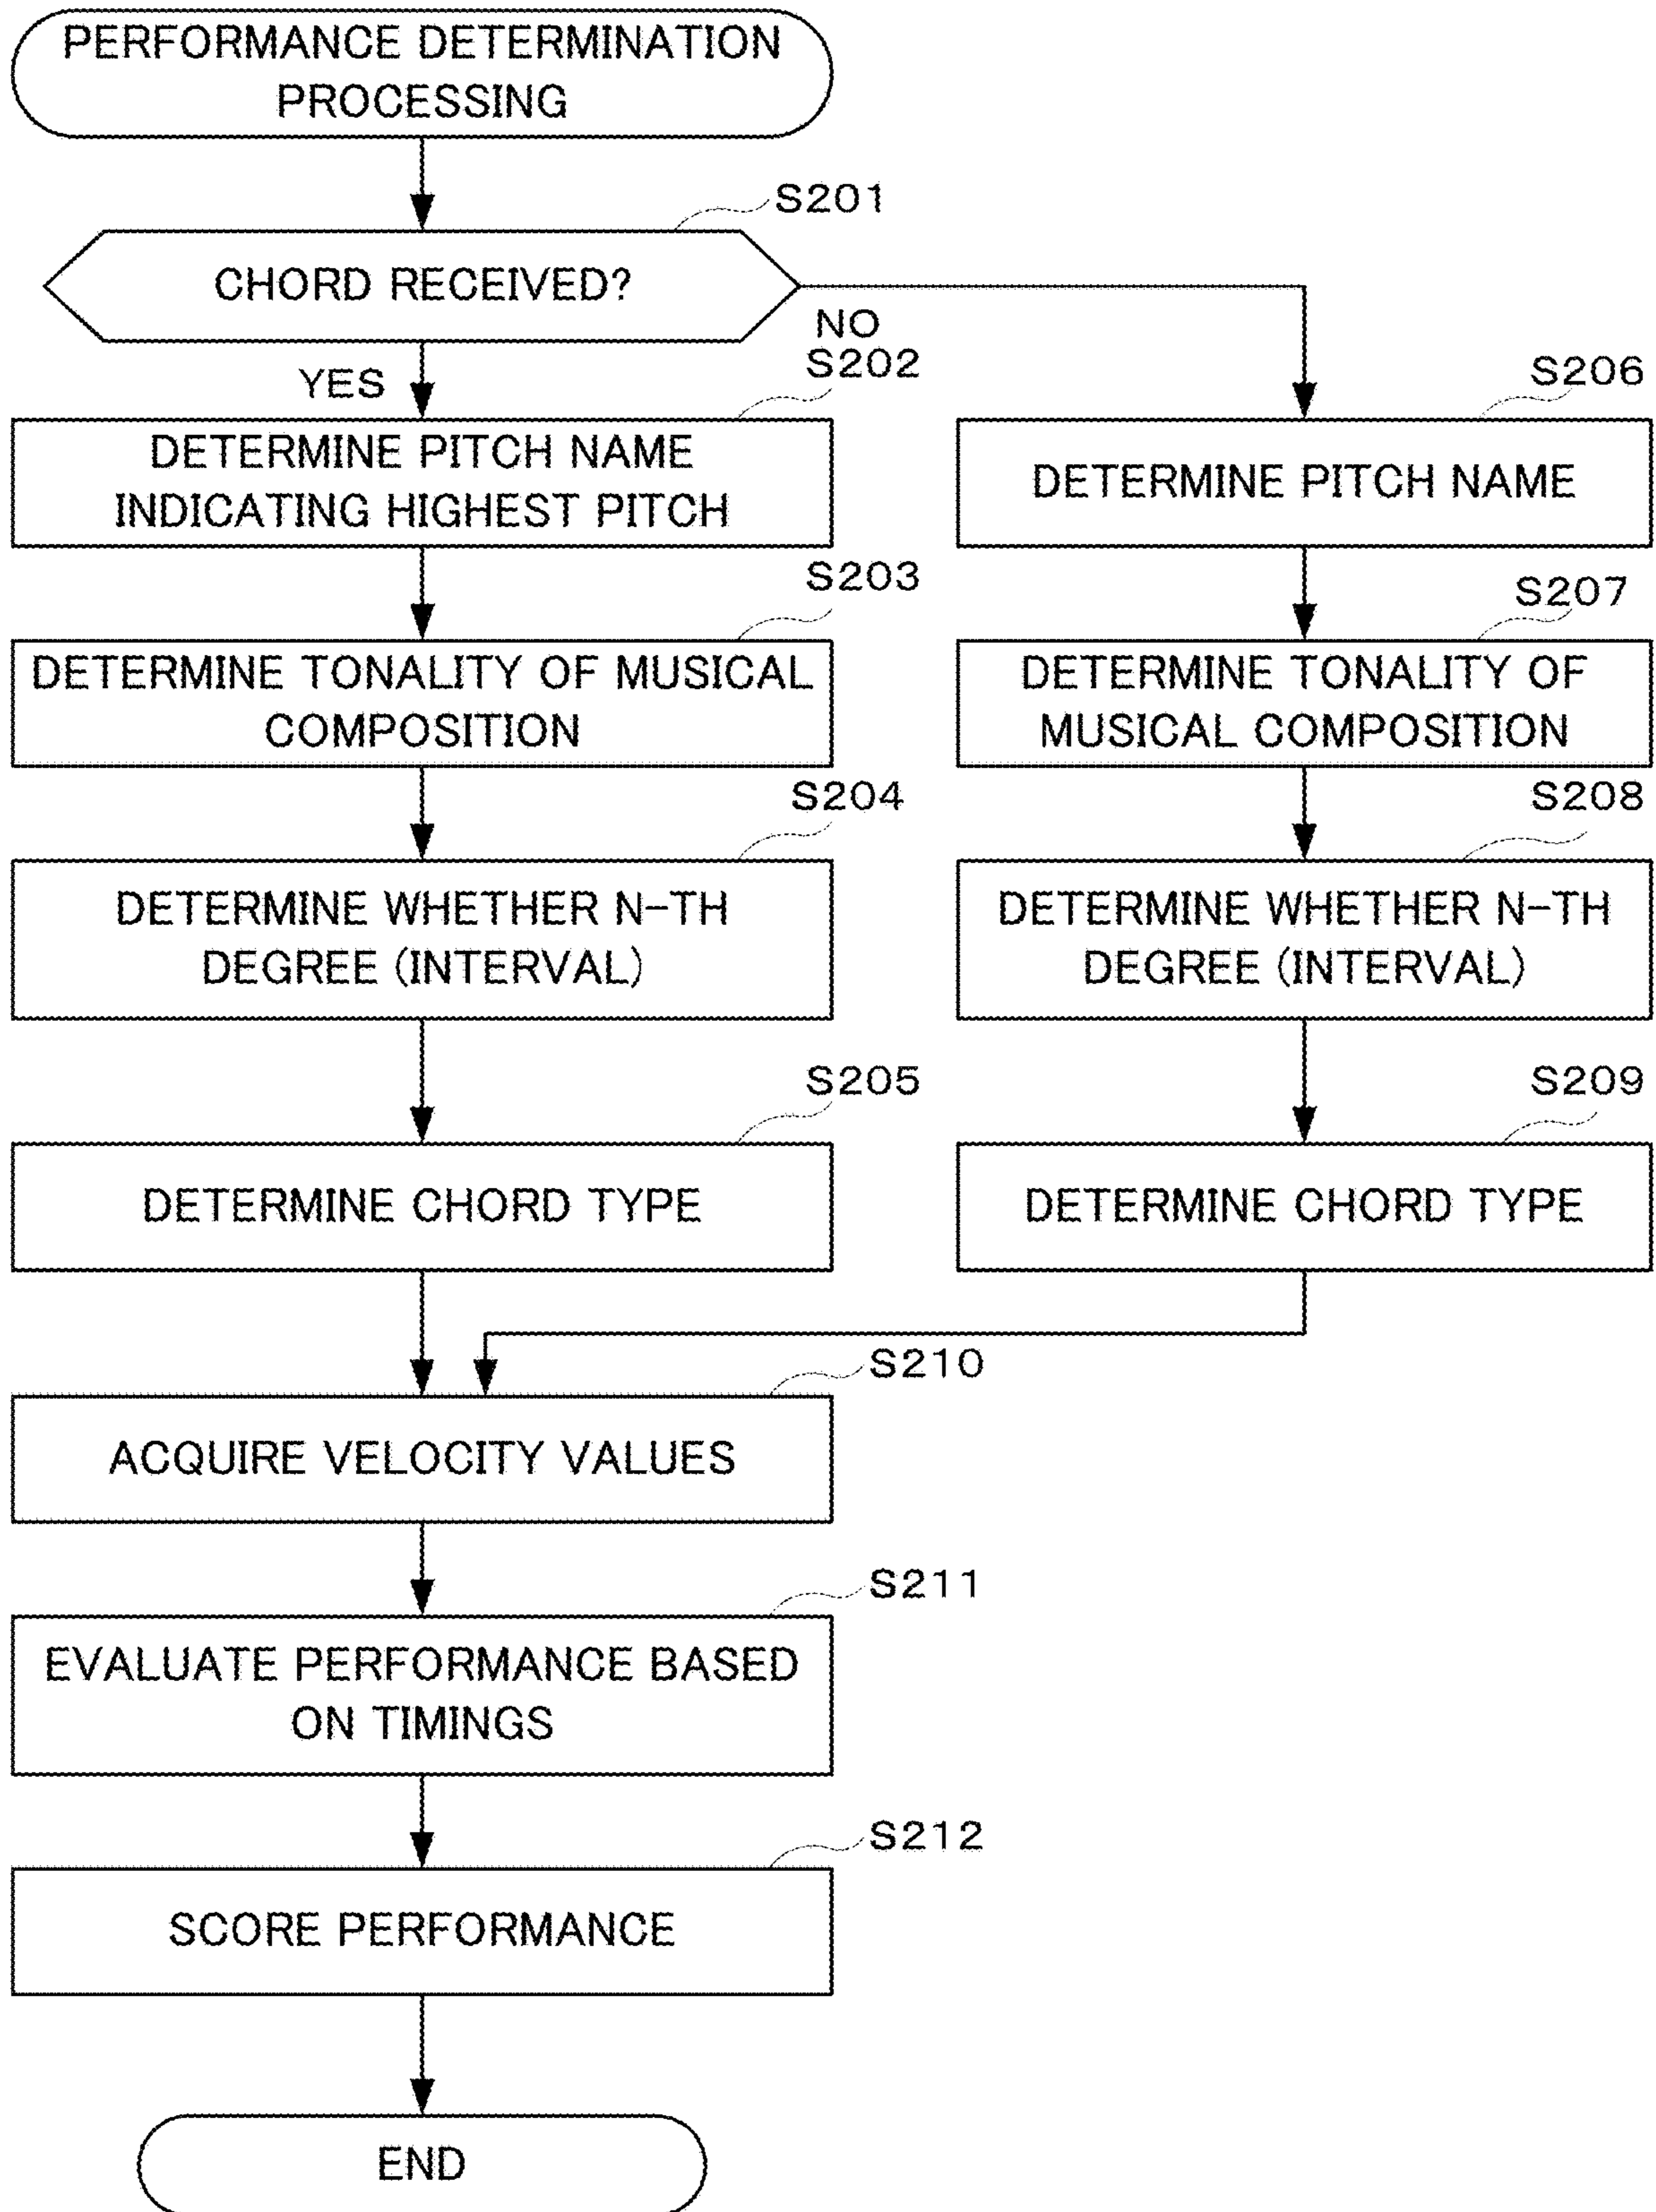 PERFORMANCE DETERMINATION
PROCESSING
S201
CHORD RECEIVED?
NO
YES
S202
DETERMINE PITCH NAME
INDICATING HIGHEST PITCH
S203
DETERMINE TONALITY OF MUSICAL
COMPOSITION
S204
DETERMINE WHETHER N-TH
DEGREE (INTERVAL)
S205
DETERMINE CHORD TYPE
S206
DETERMINE PITCH NAME
S207
DETERMINE TONALITY OF
MUSICAL COMPOSITION
S208
DETERMINE WHETHER N-TH
DEGREE (INTERVAL)
S209
DETERMINE CHORD TYPE
S210
ACQUIRE VELOCITY VALUES
S211
EVALUATE PERFORMANCE BASED
ON TIMINGS
S212
SCORE PERFORMANCE
END